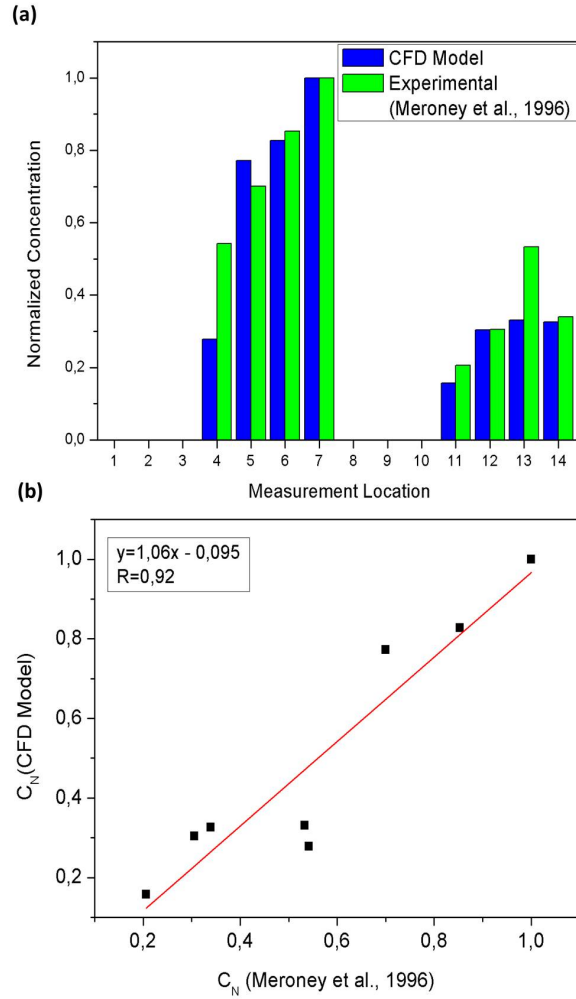 (a)
CFD Model
Experimental
(Meroney et al., 1996)
Normalized Concentration
1,0
0,8
0,6
0,4
0,2
0,0
1 2 3 4 5 6 7 8 9 10 11 12 13 14
Measurement Location
(b)
y=1,06x - 0,095
R=0,92
C_N(CFD Model)
1,0
0,8
0,6
0,4
0,2
0,2 0,4 0,6 0,8 1,0
C_N (Meroney et al., 1996)